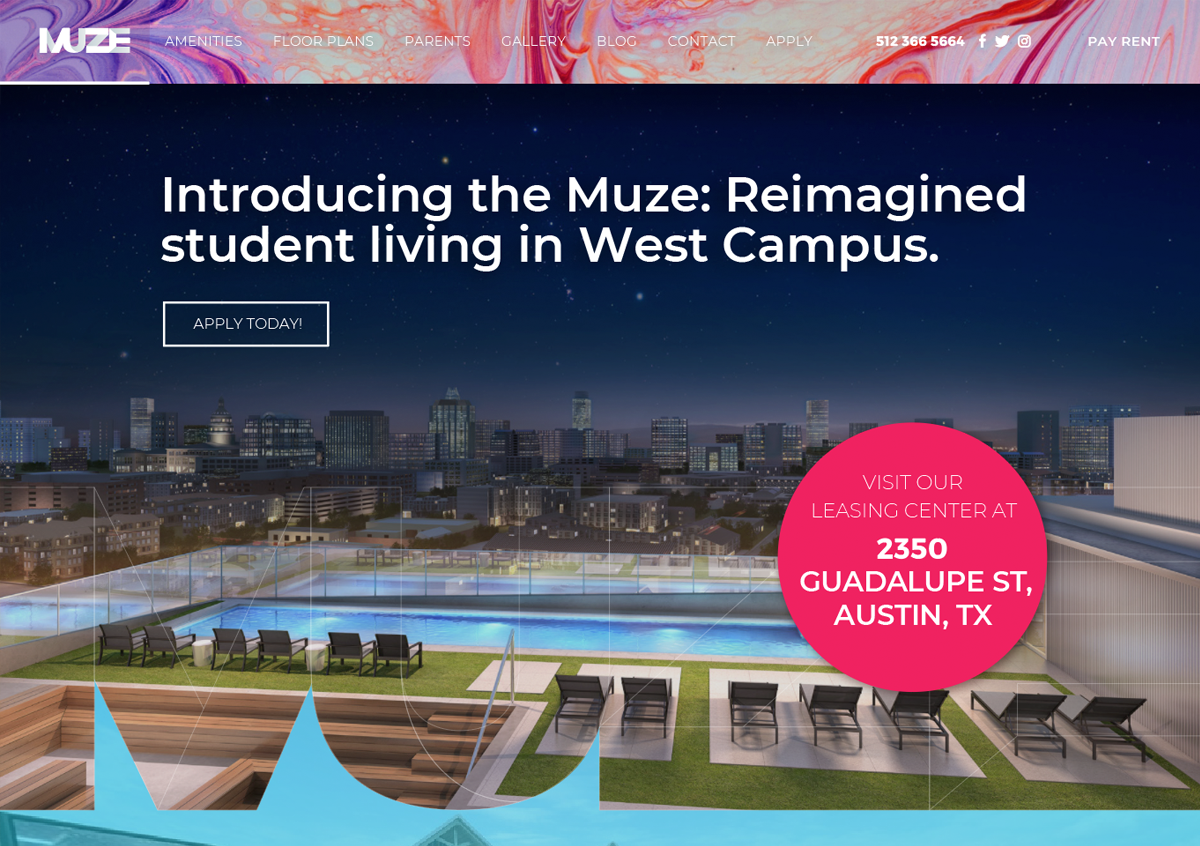 MUZE
AMENITIES
FLOOR PLANS
PARENTS
GALLERY
BLOG
CONTACT
APPLY
512 366 5664
PAY RENT
Introducing the Muze: Reimagined
student living in West Campus.
APPLY TODAY!
VISIT OUR
LEASING CENTER AT
2350
GUADALUPE ST,
AUSTIN, TX